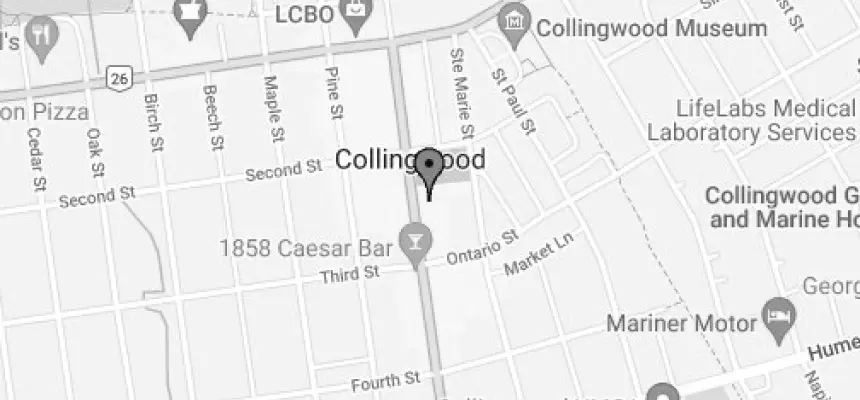 LCBO
Collingwood Museum
l's
26
on Pizza
Cedar St
Oak St
Birch St
Beech St
Maple St
Pine St
Ste Marie St
St Paul St
LifeLabs Medical
Laboratory Services
Second St
Second St
Collingwood
Collingwood G
and Marine Ho
1858 Caesar Bar
Ontario St
Market Ln
Third St
Georg
Mariner Motor
Hume
Fourth St